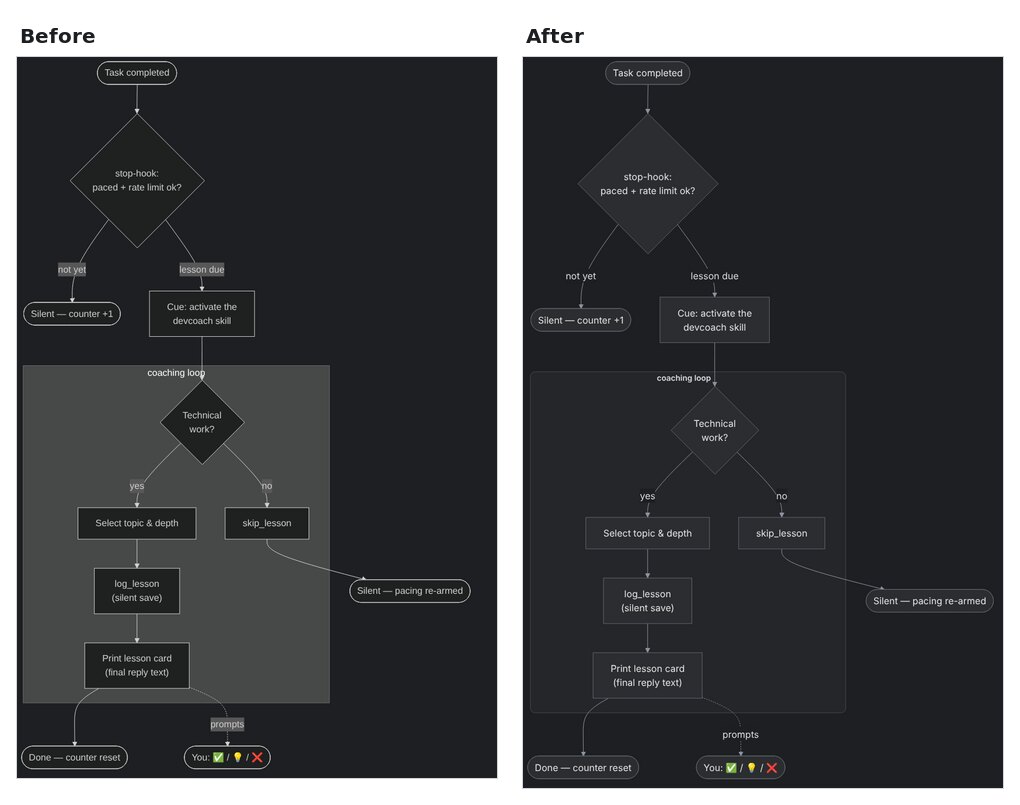 Before
Task completed
stop-hook:
paced + rate limit ok?
not yet
lesson due
Silent — counter +1
Cue: activate the
devcoach skill
coaching loop
Technical
work?
yes
no
Select topic & depth
skip_lesson
log_lesson
(silent save)
Silent — pacing re-armed
Print lesson card
(final reply text)
prompts
Done — counter reset
You: ✅ / 💡 / ❌
After
Task completed
stop-hook:
paced + rate limit ok?
not yet
lesson due
Silent — counter +1
Cue: activate the
devcoach skill
coaching loop
Technical
work?
yes
no
Select topic & depth
skip_lesson
log_lesson
(silent save)
Silent — pacing re-armed
Print lesson card
(final reply text)
prompts
Done — counter reset
You: ✅ / 💡 / ❌